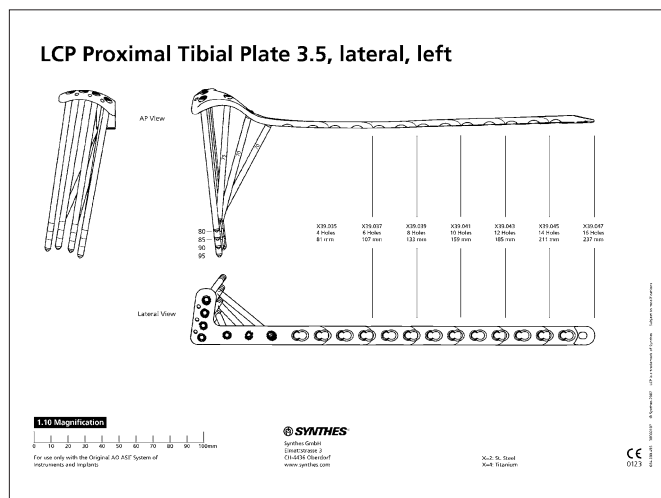 LCP Proximal Tibial Plate 3.5, lateral, left
AP View
80
85
90
95
X39.035
4 Holes
81 mm
X39.037
6 Holes
107 mm
X39.039
8 Holes
133 mm
X39.041
10 Holes
159 mm
X39.043
12 Holes
185 mm
X39.045
14 Holes
211 mm
X39.047
16 Holes
237 mm
Lateral View
1.10 Magnification
0 10 20 30 40 50 60 70 80 90 100mm
For use only with the Original AO ASIF System of
Instruments and Implants
SYNTHES®
Synthes GmbH
Eimattstrasse 3
CH-4436 Oberdorf
www.synthes.com
X=2: St. Steel
X=4: Titanium
CE
0123
LCP is a trademark of Synthes